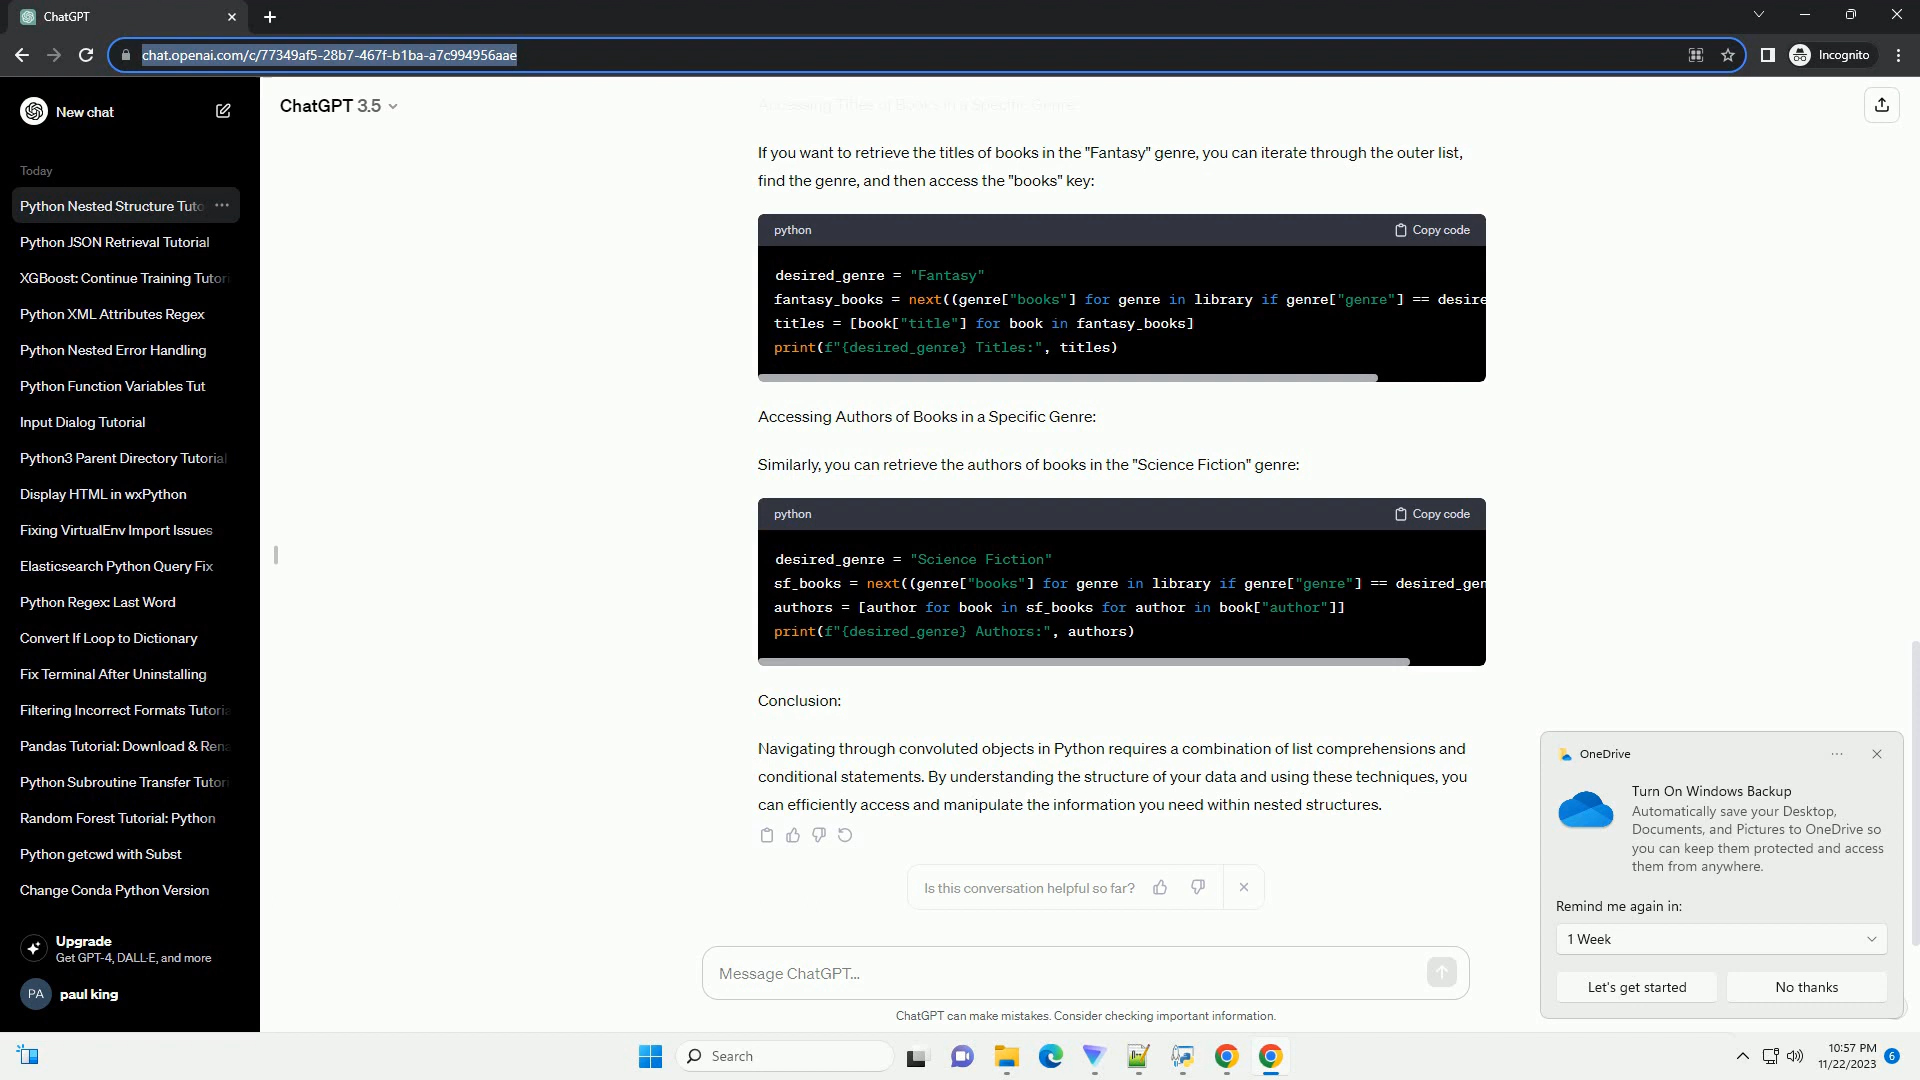 ChatGPT
chat.openai.com/c/77349af5-28b7-467f-b1ba-a7c994956aae
Incognito
New chat
Today
Python Nested Structure Tuto
Python JSON Retrieval Tutorial
XGBoost: Continue Training Tutori
Python XML Attributes Regex
Python Nested Error Handling
Python Function Variables Tut
Input Dialog Tutorial
Python3 Parent Directory Tutorial
Display HTML in wxPython
Fixing VirtualEnv Import Issues
Elasticsearch Python Query Fix
Python Regex: Last Word
Convert If Loop to Dictionary
Fix Terminal After Uninstalling
Filtering Incorrect Formats Tutoria
Pandas Tutorial: Download & Rena
Python Subroutine Transfer Tutori
Random Forest Tutorial: Python
Python getcwd with Subst
Change Conda Python Version
Upgrade
Get GPT-4, DALL·E, and more
PA
paul king
ChatGPT 3.5
Accessing Titles of Books in a Specific Genre:
If you want to retrieve the titles of books in the "Fantasy" genre, you can iterate through the outer list,
find the genre, and then access the "books" key:
python
Copy code
desired_genre = "Fantasy"
fantasy_books = next((genre["books"] for genre in library if genre["genre"] == desire
titles = [book["title"] for book in fantasy_books]
print(f"{desired_genre} Titles:", titles)
Accessing Authors of Books in a Specific Genre:
Similarly, you can retrieve the authors of books in the "Science Fiction" genre:
python
Copy code
desired_genre = "Science Fiction"
sf_books = next((genre["books"] for genre in library if genre["genre"] == desired_gen
authors = [author for book in sf_books for author in book["author"]]
print(f"{desired_genre} Authors:", authors)
Conclusion:
Navigating through convoluted objects in Python requires a combination of list comprehensions and
conditional statements. By understanding the structure of your data and using these techniques, you
can efficiently access and manipulate the information you need within nested structures.
Is this conversation helpful so far?
Message ChatGPT...
ChatGPT can make mistakes. Consider checking important information.
OneDrive
Turn On Windows Backup
Automatically save your Desktop,
Documents, and Pictures to OneDrive so
you can keep them protected and access
them from anywhere.
Remind me again in:
1 Week
Let's get started
No thanks
Search
10:57 PM
11/22/2023
6